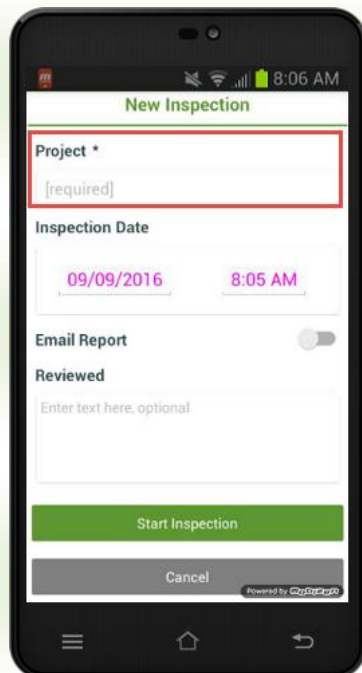 8:06 AM
New Inspection
Project *
[required]
Inspection Date
09/09/2016 8:05 AM
Email Report
Reviewed
Enter text here, optional
Start Inspection
Cancel
Powered by